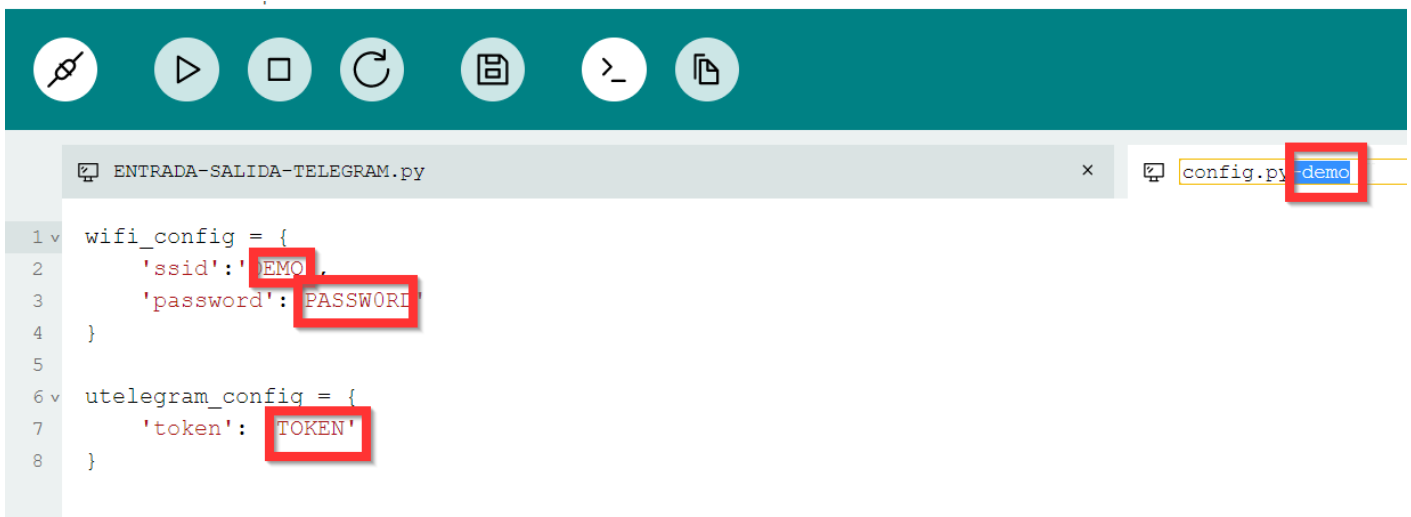 ENTRADA-SALIDA-TELEGRAM.py × config.py-demo
1 wifi_config = {
2 'ssid':'DEMO',
3 'password': 'PASSW0RD'
4 }
5
6 utelegram_config = {
7 'token': 'TOKEN'
8 }